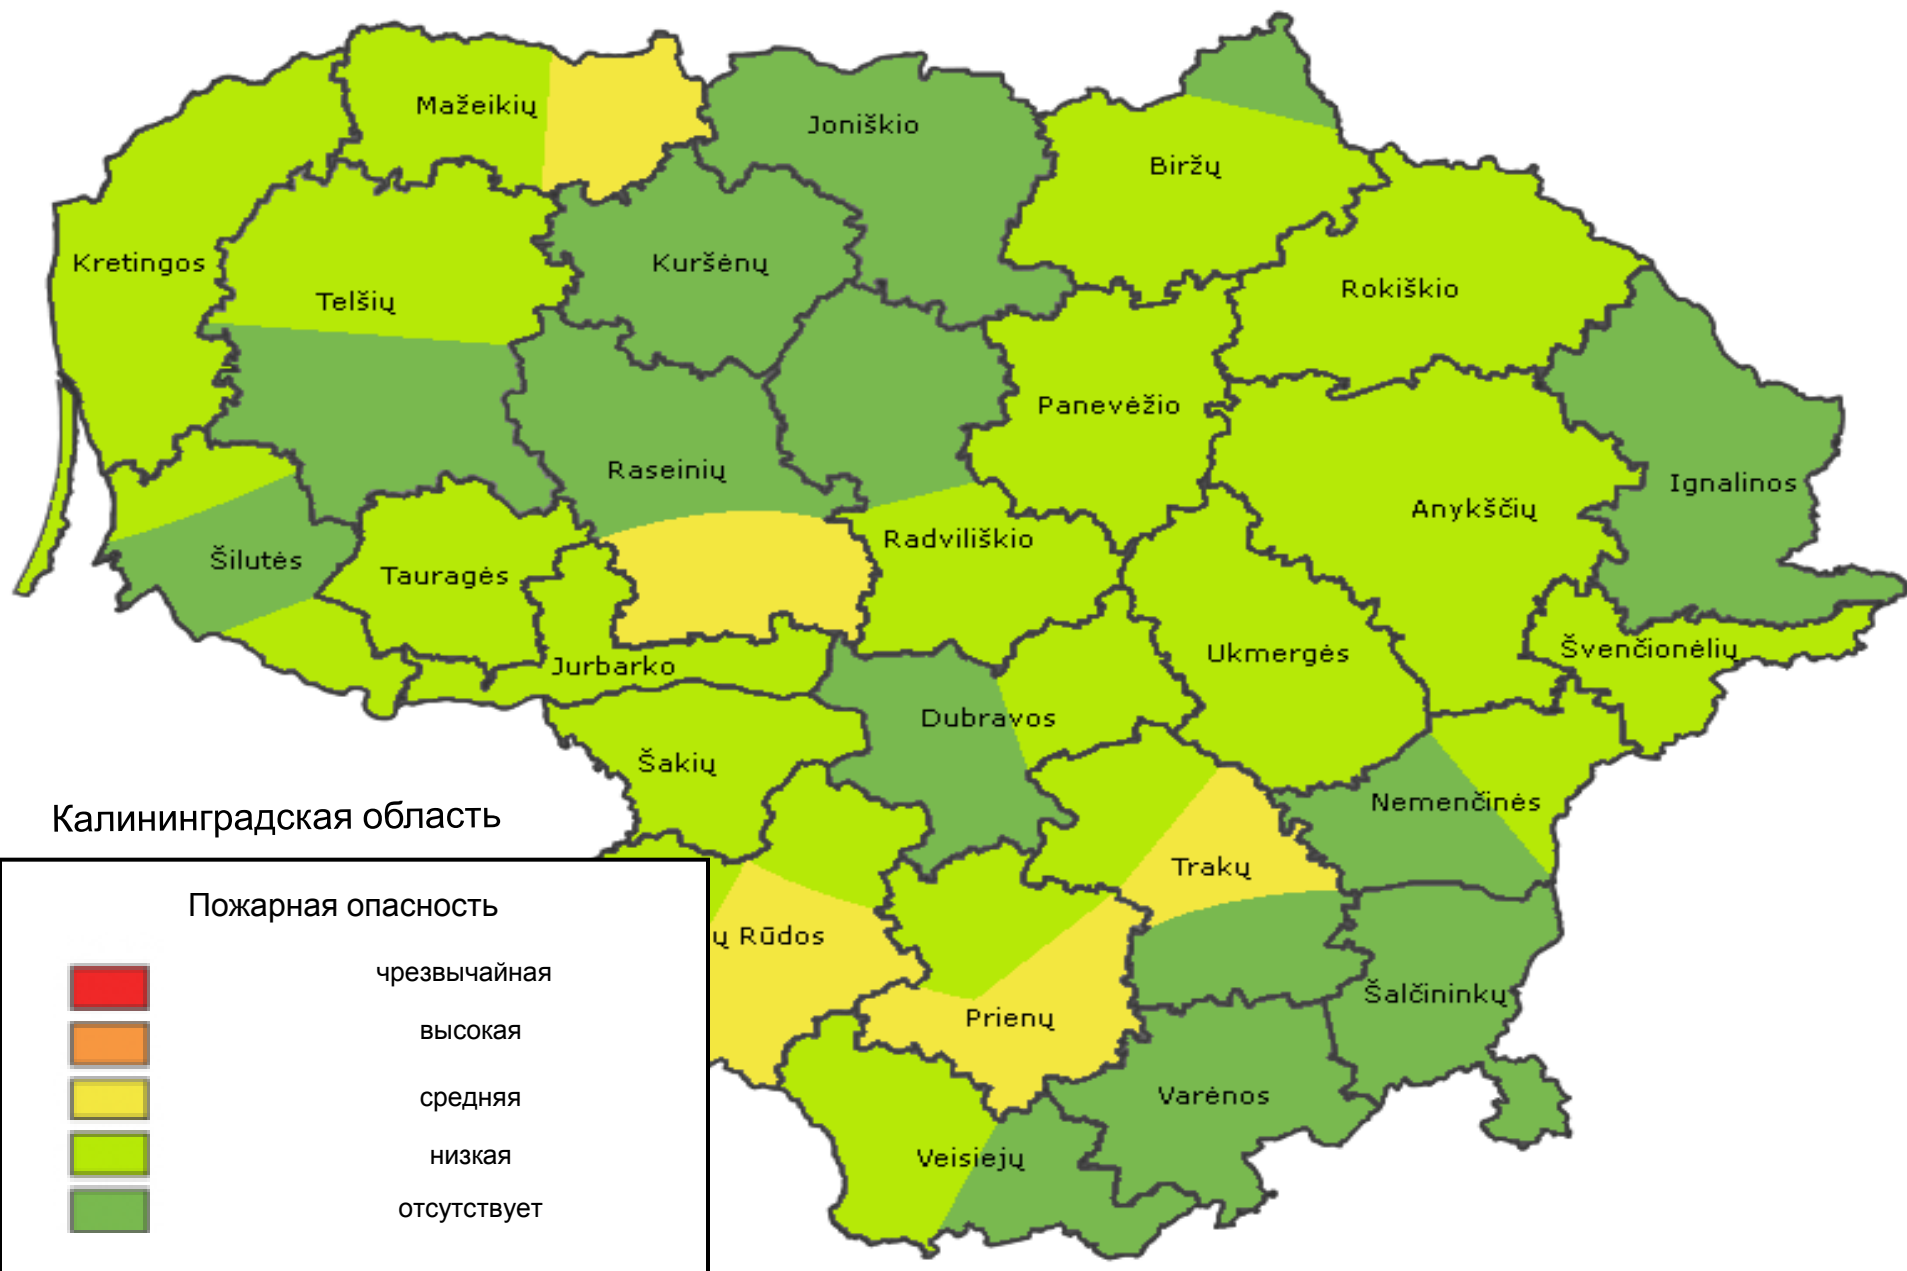 Mažeikių
Joniškio
Biržų
Kretingos
Telšių
Kuršėnų
Rokiškio
Panevėžio
Raseinių
Ignalinos
Anykščių
Radviliškio
Šilutės
Tauragės
Jurbarko
Ukmergės
Švenčionėlių
Dubravos
Šakių
Nemenčinės
Trakų
ų Rūdos
Prienų
Šalčininkų
Varėnos
Veisiejų
Калининградская область
Пожарная опасность
чрезвычайная
высокая
средняя
низкая
отсутствует